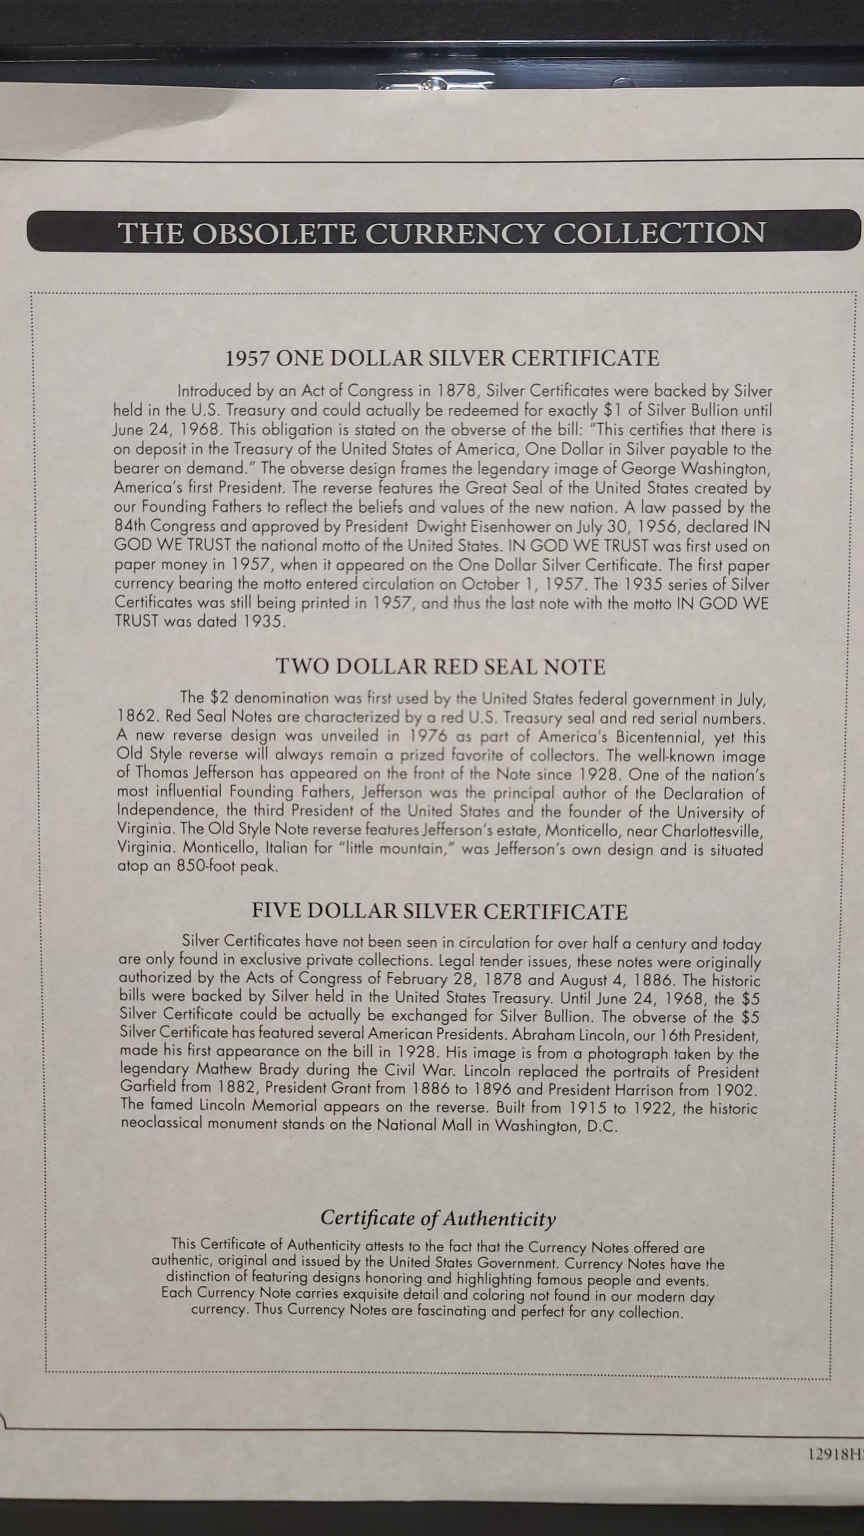 THE OBSOLETE CURRENCY COLLECTION
1957 ONE DOLLAR SILVER CERTIFICATE
Introduced by an Act of Congress in 1878, Silver Certificates were backed by Silver
held in the U.S. Treasury and could actually be redeemed for exactly $1 of Silver Bullion until
June 24, 1968. This obligation is stated on the obverse of the bill: “This certifies that there is
on deposit in the Treasury of the United States of America, One Dollar in Silver payable to the
bearer on demand.” The obverse design frames the legendary image of George Washington,
America’s first President. The reverse features the Great Seal of the United States created by
our Founding Fathers to reflect the beliefs and values of the new nation. A law passed by the
84th Congress and approved by President Dwight Eisenhower on July 30, 1956, declared IN
GOD WE TRUST the national motto of the United States. IN GOD WE TRUST was first used on
paper money in 1957, when it appeared on the One Dollar Silver Certificate. The first paper
currency bearing the motto entered circulation on October 1, 1957. The 1935 series of Silver
Certificates was still being printed in 1957, and thus the last note with the motto IN GOD WE
TRUST was dated 1935.
TWO DOLLAR RED SEAL NOTE
The $2 denomination was first used by the United States federal government in July,
1862. Red Seal Notes are characterized by a red U.S. Treasury seal and red serial numbers.
A new reverse design was unveiled in 1976 as part of America’s Bicentennial, yet this
Old Style reverse will always remain a prized favorite of collectors. The well-known image
of Thomas Jefferson has appeared on the front of the Note since 1928. One of the nation’s
most influential Founding Fathers, Jefferson was the principal author of the Declaration of
Independence, the third President of the United States and the founder of the University of
Virginia. The Old Style Note reverse features Jefferson’s estate, Monticello, near Charlottesville,
Virginia. Monticello, Italian for “little mountain,” was Jefferson’s own design and is situated
atop an 850-foot peak.
FIVE DOLLAR SILVER CERTIFICATE
Silver Certificates have not been seen in circulation for over half a century and today
are only found in exclusive private collections. Legal tender issues, these notes were originally
authorized by the Acts of Congress of February 28, 1878 and August 4, 1886. The historic
bills were backed by Silver held in the United States Treasury. Until June 24, 1968, the $5
Silver Certificate could be actually be exchanged for Silver Bullion. The obverse of the $5
Silver Certificate has featured several American Presidents. Abraham Lincoln, our 16th President,
made his first appearance on the bill in 1928. His image is from a photograph taken by the
legendary Mathew Brady during the Civil War. Lincoln replaced the portraits of President
Garfield from 1882, President Grant from 1886 to 1896 and President Harrison from 1902.
The famed Lincoln Memorial appears on the reverse. Built from 1915 to 1922, the historic
neoclassical monument stands on the National Mall in Washington, D.C.
Certificate of Authenticity
This Certificate of Authenticity attests to the fact that the Currency Notes offered are
authentic, original and issued by the United States Government. Currency Notes have the
distinction of featuring designs honoring and highlighting famous people and events.
Each Currency Note carries exquisite detail and coloring not found in our modern day
currency. Thus Currency Notes are fascinating and perfect for any collection.